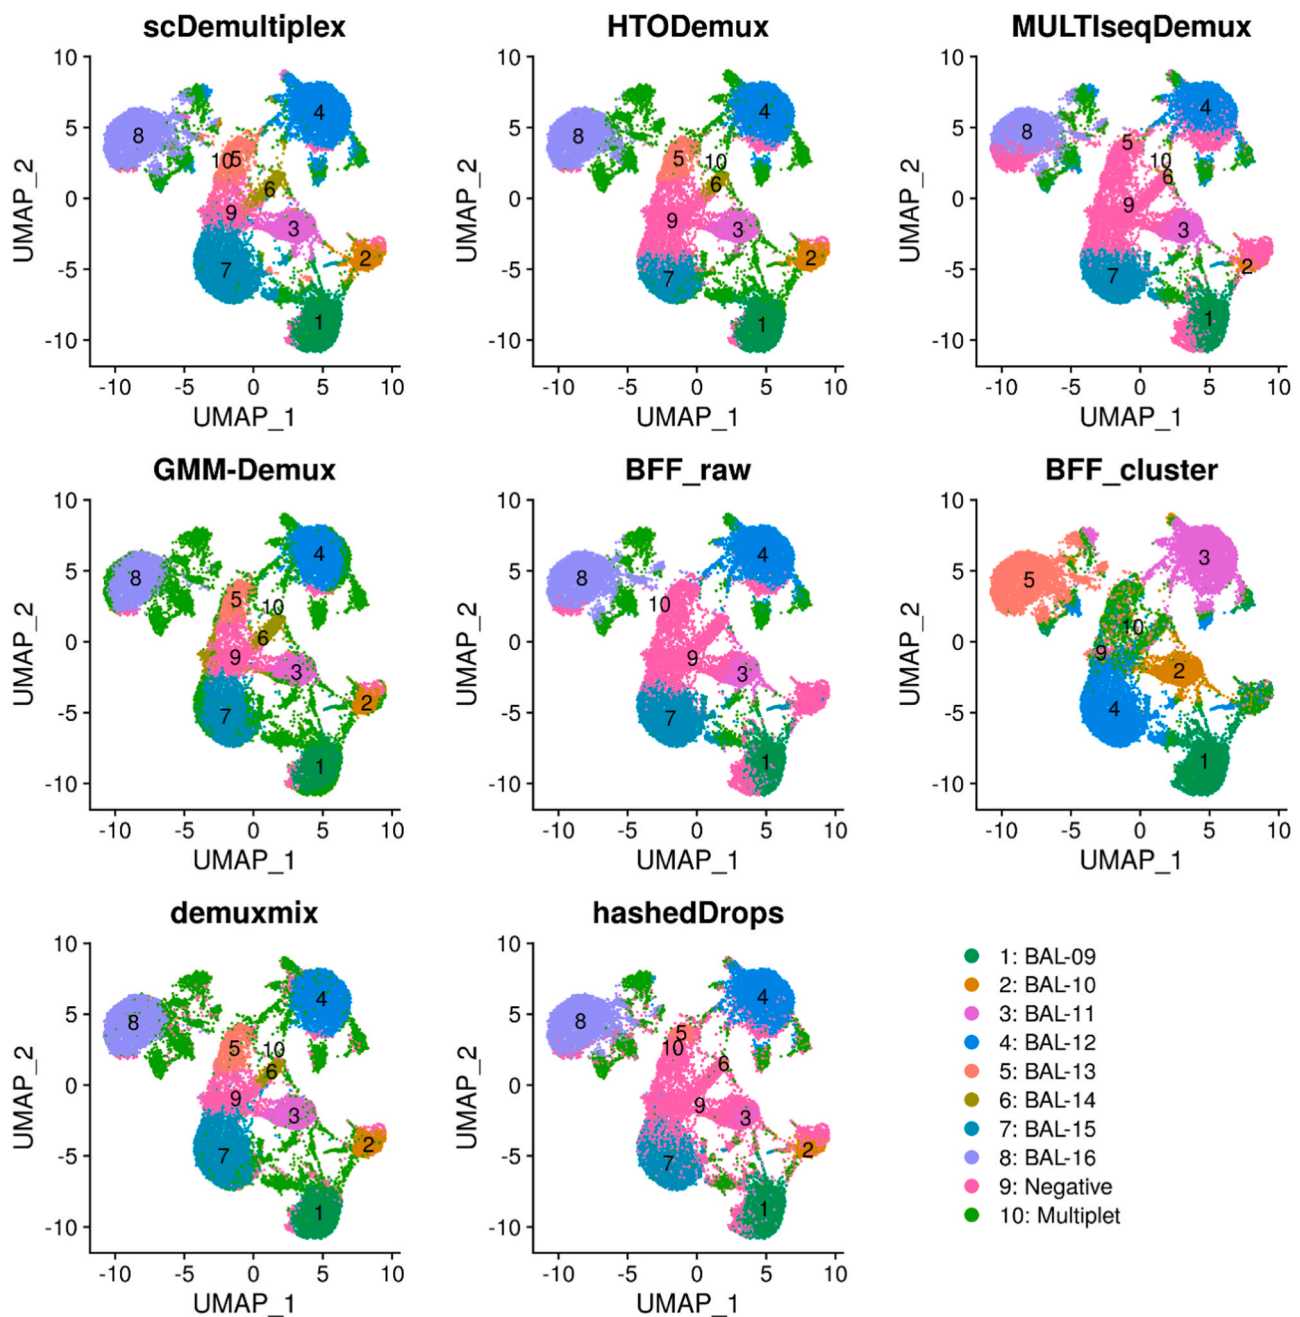 scDemultiplex
HTODemux
MULTIseqDemux
10
5
0
-5
-10
UMAP_2
8
4
10
5
6
9
3
7
2
1
-10 -5 0 5 10
UMAP_1
10
5
0
-5
-10
UMAP_2
8
4
5
10
6
9
3
7
2
1
-10 -5 0 5 10
UMAP_1
10
5
0
-5
-10
UMAP_2
8
4
5
10
6
9
3
7
2
1
-10 -5 0 5 10
UMAP_1
GMM-Demux
BFF_raw
BFF_cluster
10
5
0
-5
-10
UMAP_2
8
4
5
10
6
9
3
7
2
1
-10 -5 0 5 10
UMAP_1
10
5
0
-5
-10
UMAP_2
8
4
10
9
3
7
1
-10 -5 0 5 10
UMAP_1
10
5
0
-5
-10
UMAP_2
5
3
10
9
2
4
1
-10 -5 0 5 10
UMAP_1
demuxmix
hashedDrops
10
5
0
-5
-10
UMAP_2
8
4
5
10
6
9
3
7
2
1
-10 -5 0 5 10
UMAP_1
10
5
0
-5
-10
UMAP_2
8
4
5
10
6
9
3
7
2
1
-10 -5 0 5 10
UMAP_1
1: BAL-09
2: BAL-10
3: BAL-11
4: BAL-12
5: BAL-13
6: BAL-14
7: BAL-15
8: BAL-16
9: Negative
10: Multiplet